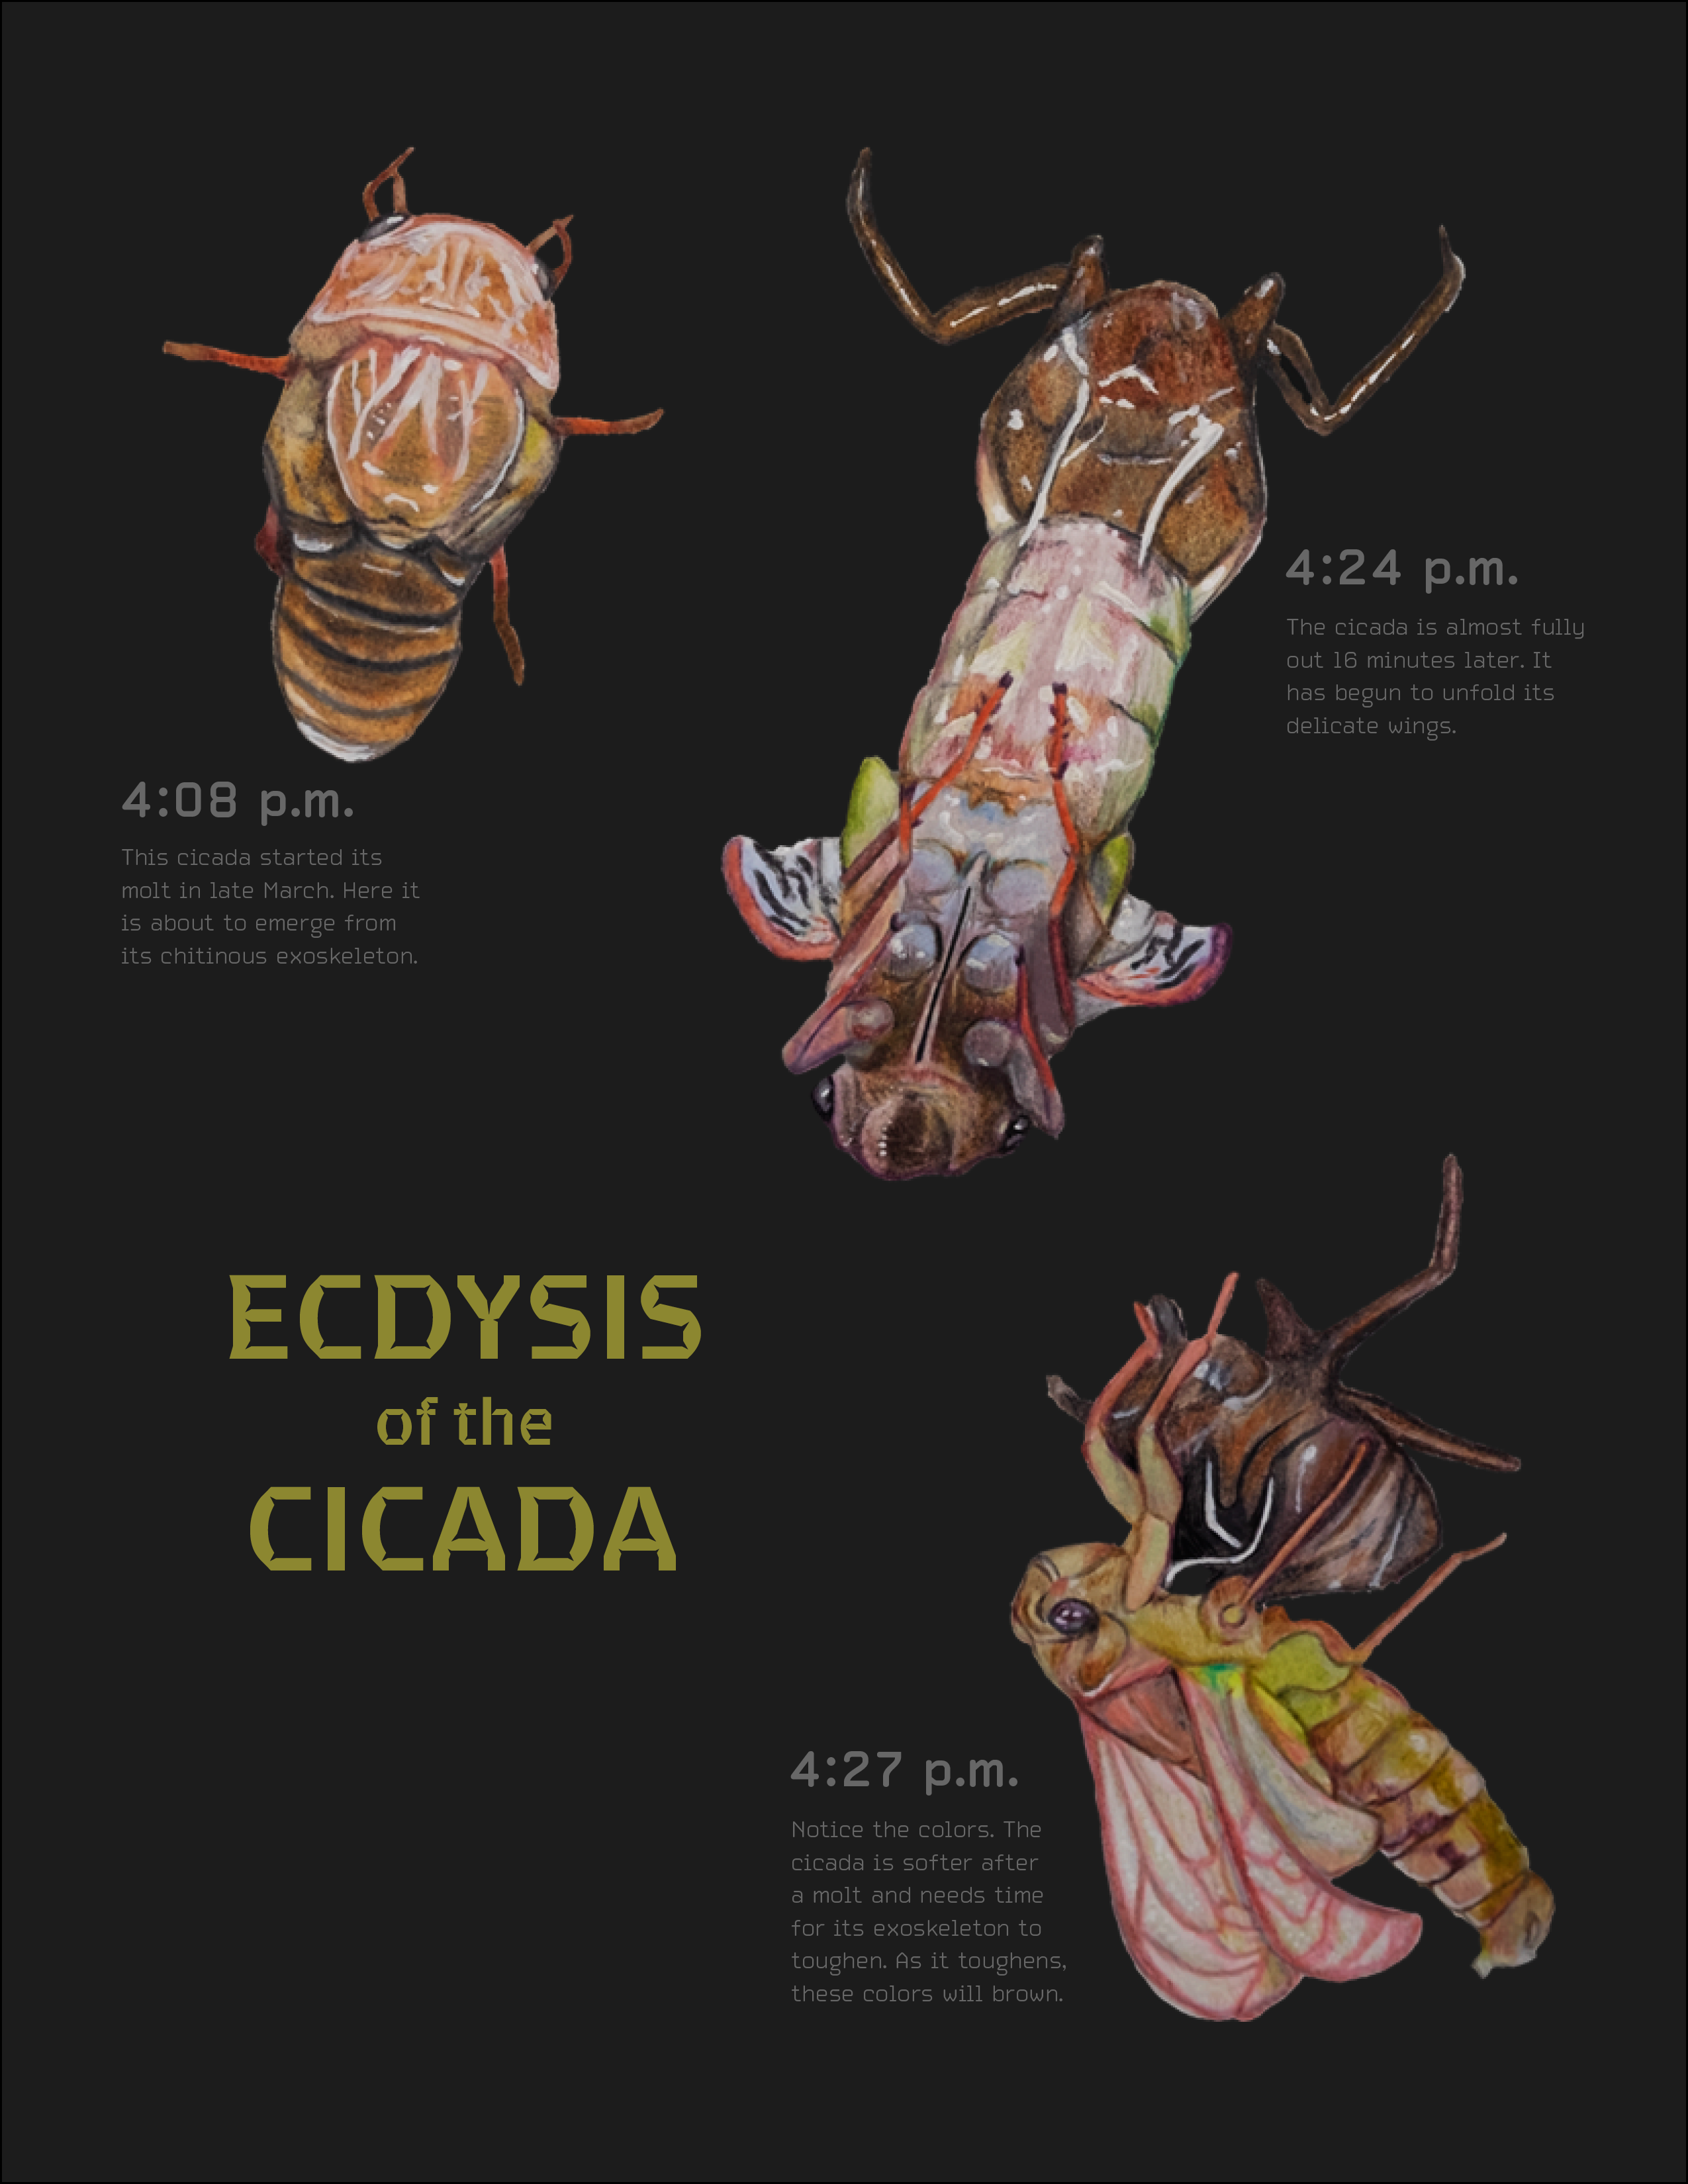 4:08 p.m.
This cicada started its
molt in late March. Here it
is about to emerge from
its chitinous exoskeleton.
4:24 p.m.
The cicada is almost fully
out 16 minutes later. It
has begun to unfold its
delicate wings.
ECDYSIS
of the
CICADA
4:27 p.m.
Notice the colors. The
cicada is softer after
a molt and needs time
for its exoskeleton to
toughen. As it toughens,
these colors will brown.